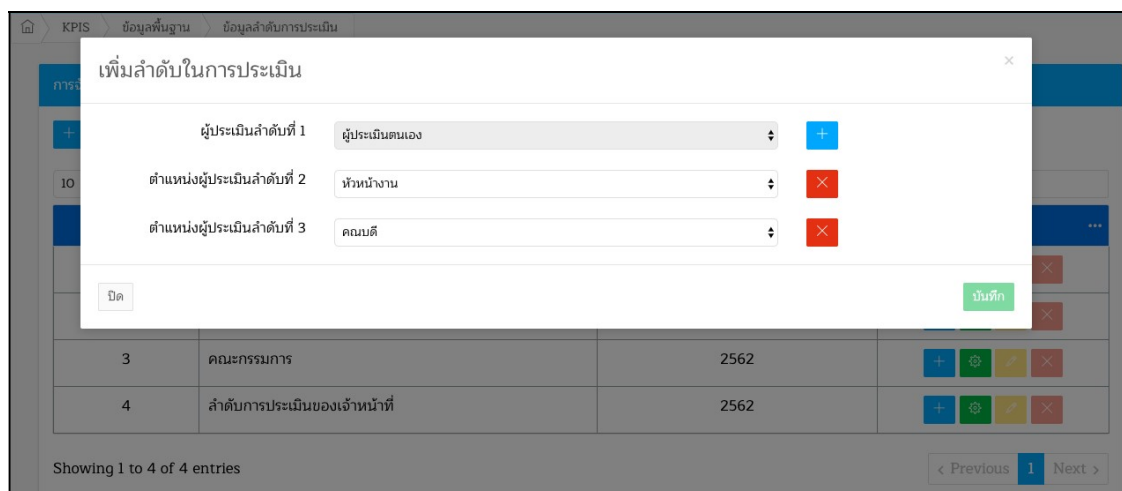 KPIS ข้อมูลพื้นฐาน ข้อมูลลำดับการประเมิน
เพิ่มลำดับในการประเมิน
ผู้ประเมินลำดับที่ 1 ผู้ประเมินตนเอง
ตำแหน่งผู้ประเมินลำดับที่ 2 หัวหน้างาน
10
ตำแหน่งผู้ประเมินลำดับที่ 3 คณบดี
ปิด บันทึก
3 คณะกรรมการ 2562
4 ลำดับการประเมินของเจ้าหน้าที่ 2562
Showing 1 to 4 of 4 entries < Previous 1 Next >